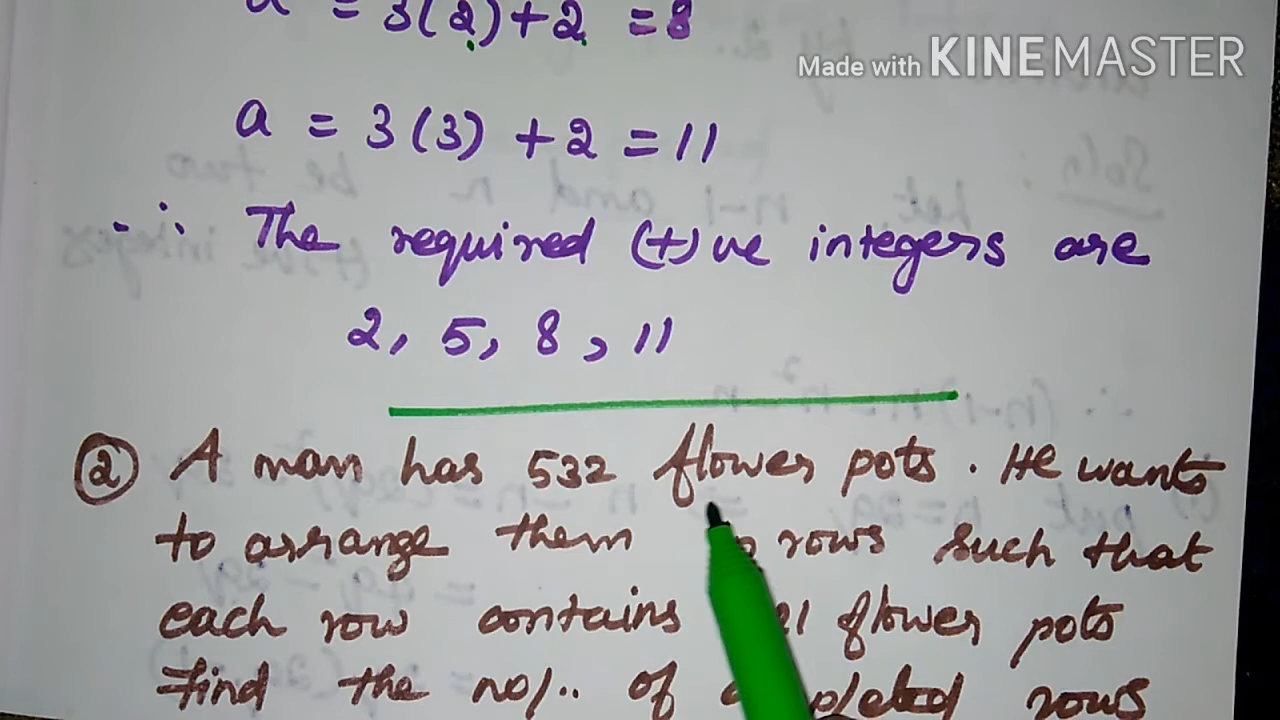 a = 3(2)+2 = 8
Made with KINEMASTER
a = 3(3) + 2 = 11
∴ The required (+)ve integers are
2, 5, 8, 11
② A man has 532 flower pots. He wants
to arrange them rows such that
each row contains 21 flower pots
Find the no/.. of completed rows